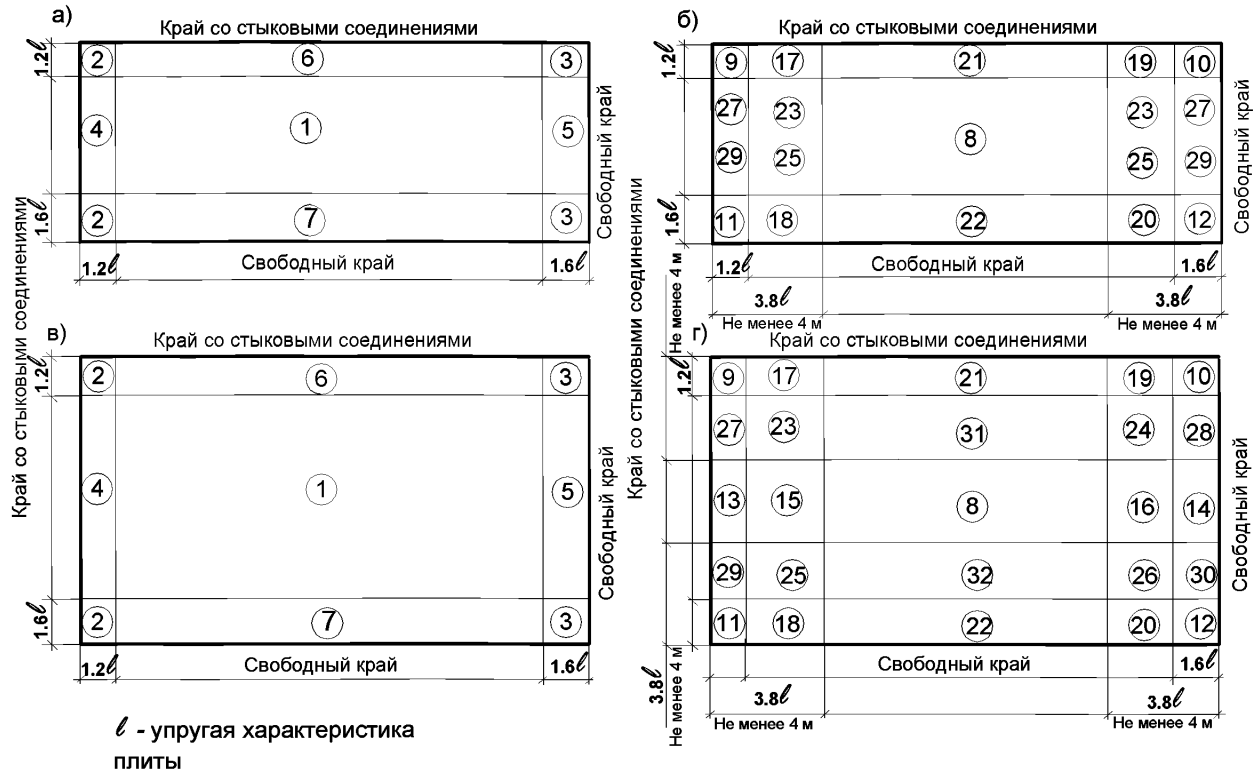 а)
Край со стыковыми соединениями
1.2ℓ
2
6
3
4
1
5
Свободный край
1.6ℓ
2
7
3
1.2ℓ
Свободный край
1.6ℓ
Край со стыковыми соединениями
б)
Край со стыковыми соединениями
1.2ℓ
9
17
21
19
10
27
23
8
23
27
29
25
25
29
Свободный край
1.6ℓ
11
18
22
20
12
1.2ℓ
Свободный край
1.6ℓ
3.8ℓ
3.8ℓ
Не менее 4 м
Не менее 4 м
Не менее 4 м
Край со стыковыми соединениями
в)
Край со стыковыми соединениями
1.2ℓ
2
6
3
4
1
5
Свободный край
1.6ℓ
2
7
3
1.2ℓ
Свободный край
1.6ℓ
г)
Край со стыковыми соединениями
1.2ℓ
9
17
21
19
10
27
23
31
24
28
13
15
8
16
14
Свободный край
29
25
32
26
30
11
18
22
20
12
3.8ℓ
Не менее 4 м
Свободный край
1.6ℓ
3.8ℓ
3.8ℓ
Не менее 4 м
Не менее 4 м
ℓ - упругая характеристика
плиты